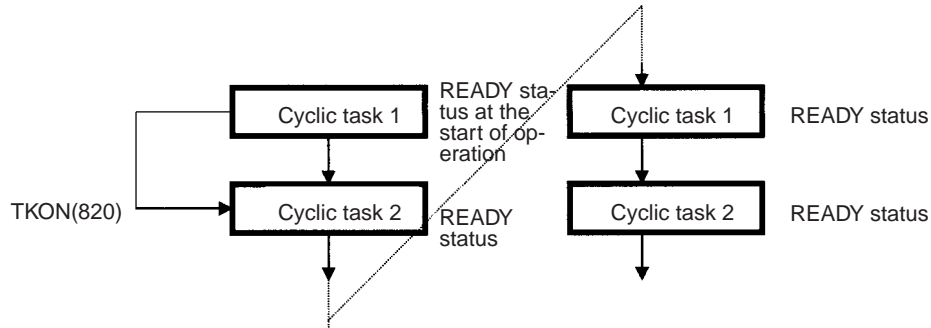 READY sta-
tus at the
start of op-
eration
Cyclic task 1
Cyclic task 1
READY status
TKON(820)
Cyclic task 2
READY
status
Cyclic task 2
READY status